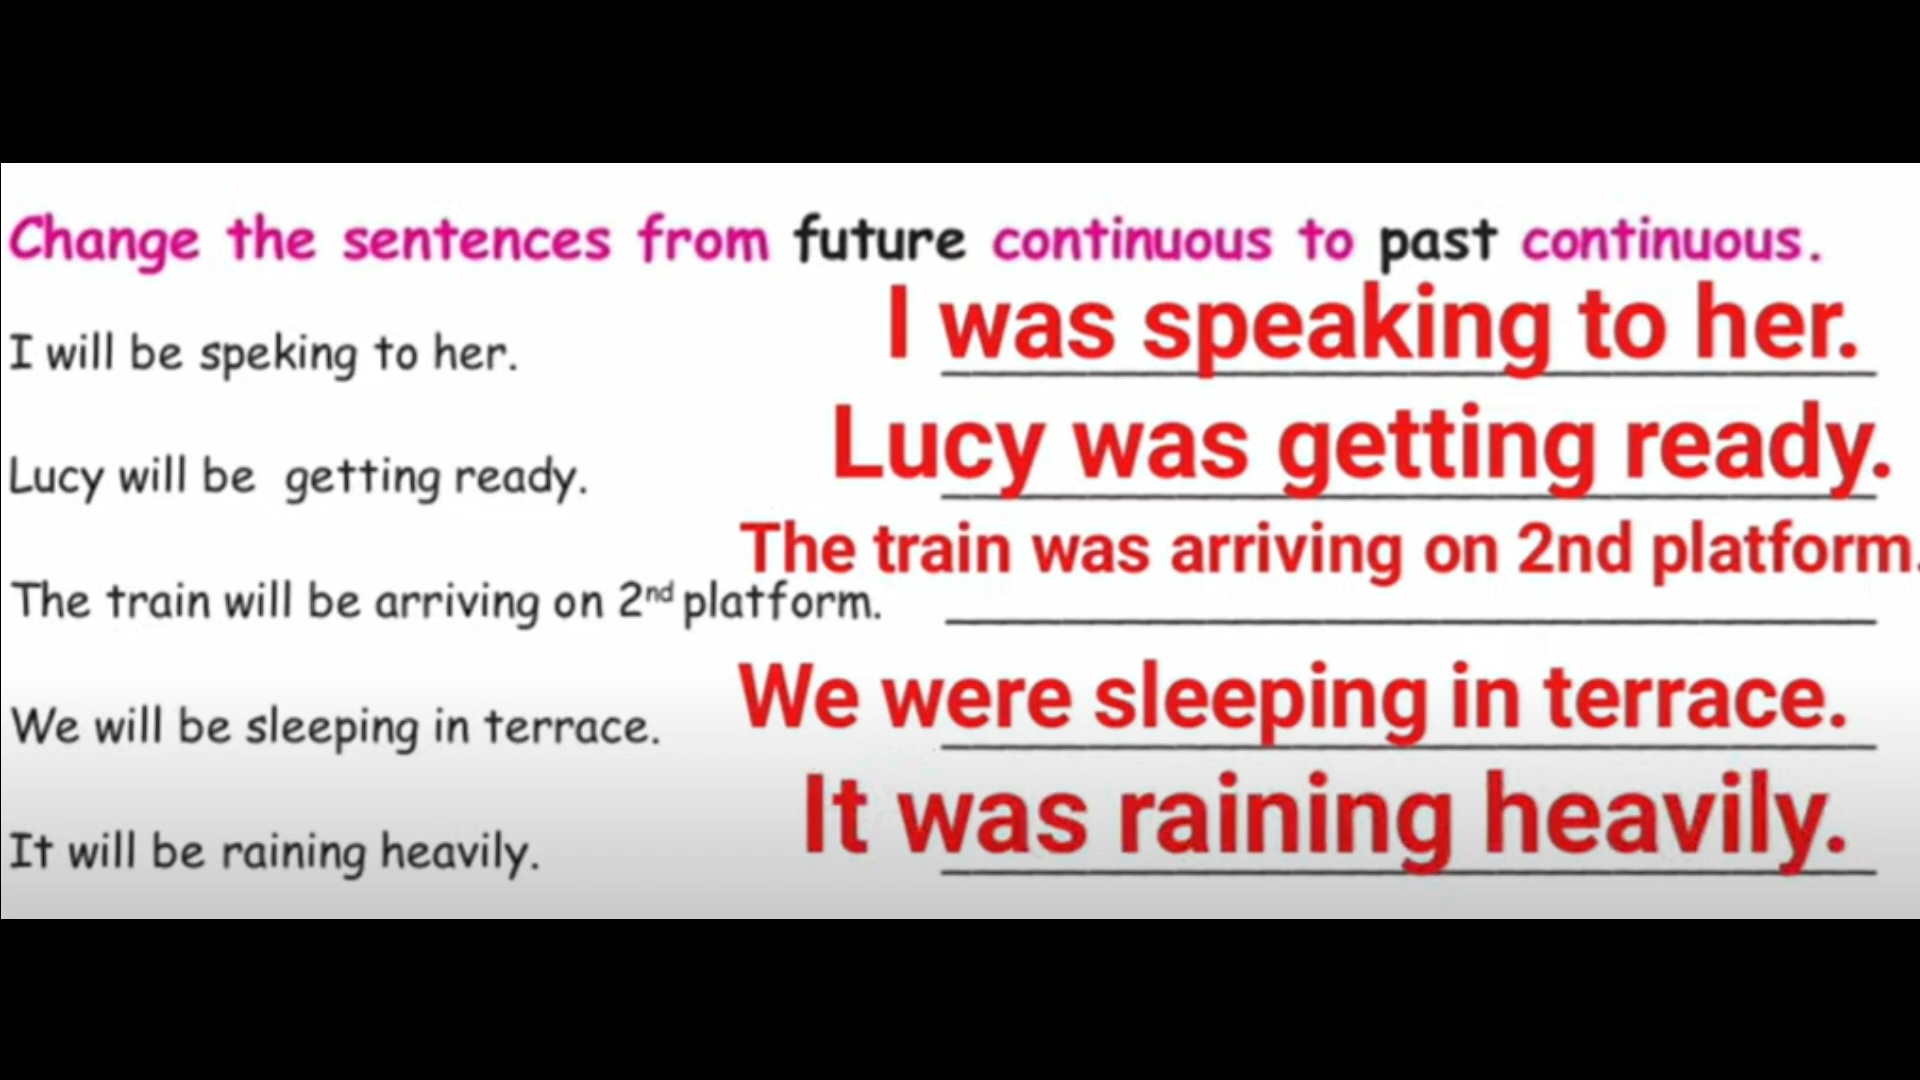 Change the sentences from future continuous to past continuous.
I will be speking to her. I was speaking to her.
Lucy will be getting ready. Lucy was getting ready.
The train will be arriving on 2nd platform. The train was arriving on 2nd platform.
We will be sleeping in terrace. We were sleeping in terrace.
It will be raining heavily. It was raining heavily.